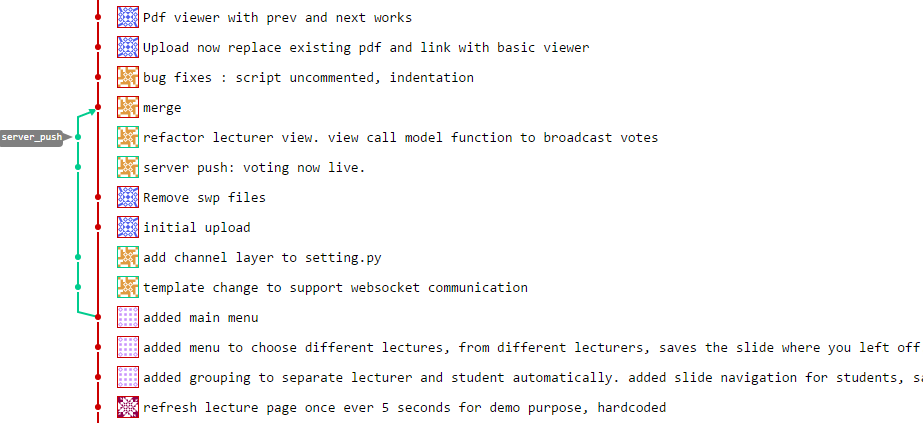 Pdf viewer with prev and next works
Upload now replace existing pdf and link with basic viewer
bug fixes : script uncommented, indentation
merge
server_push
refactor lecturer view. view call model function to broadcast votes
server push: voting now live.
Remove swp files
initial upload
add channel layer to setting.py
template change to support websocket communication
added main menu
added menu to choose different lectures, from different lecturers, saves the slide where you left off
added grouping to separate lecturer and student automatically. added slide navigation for students,
refresh lecture page once ever 5 seconds for demo purpose, hardcoded